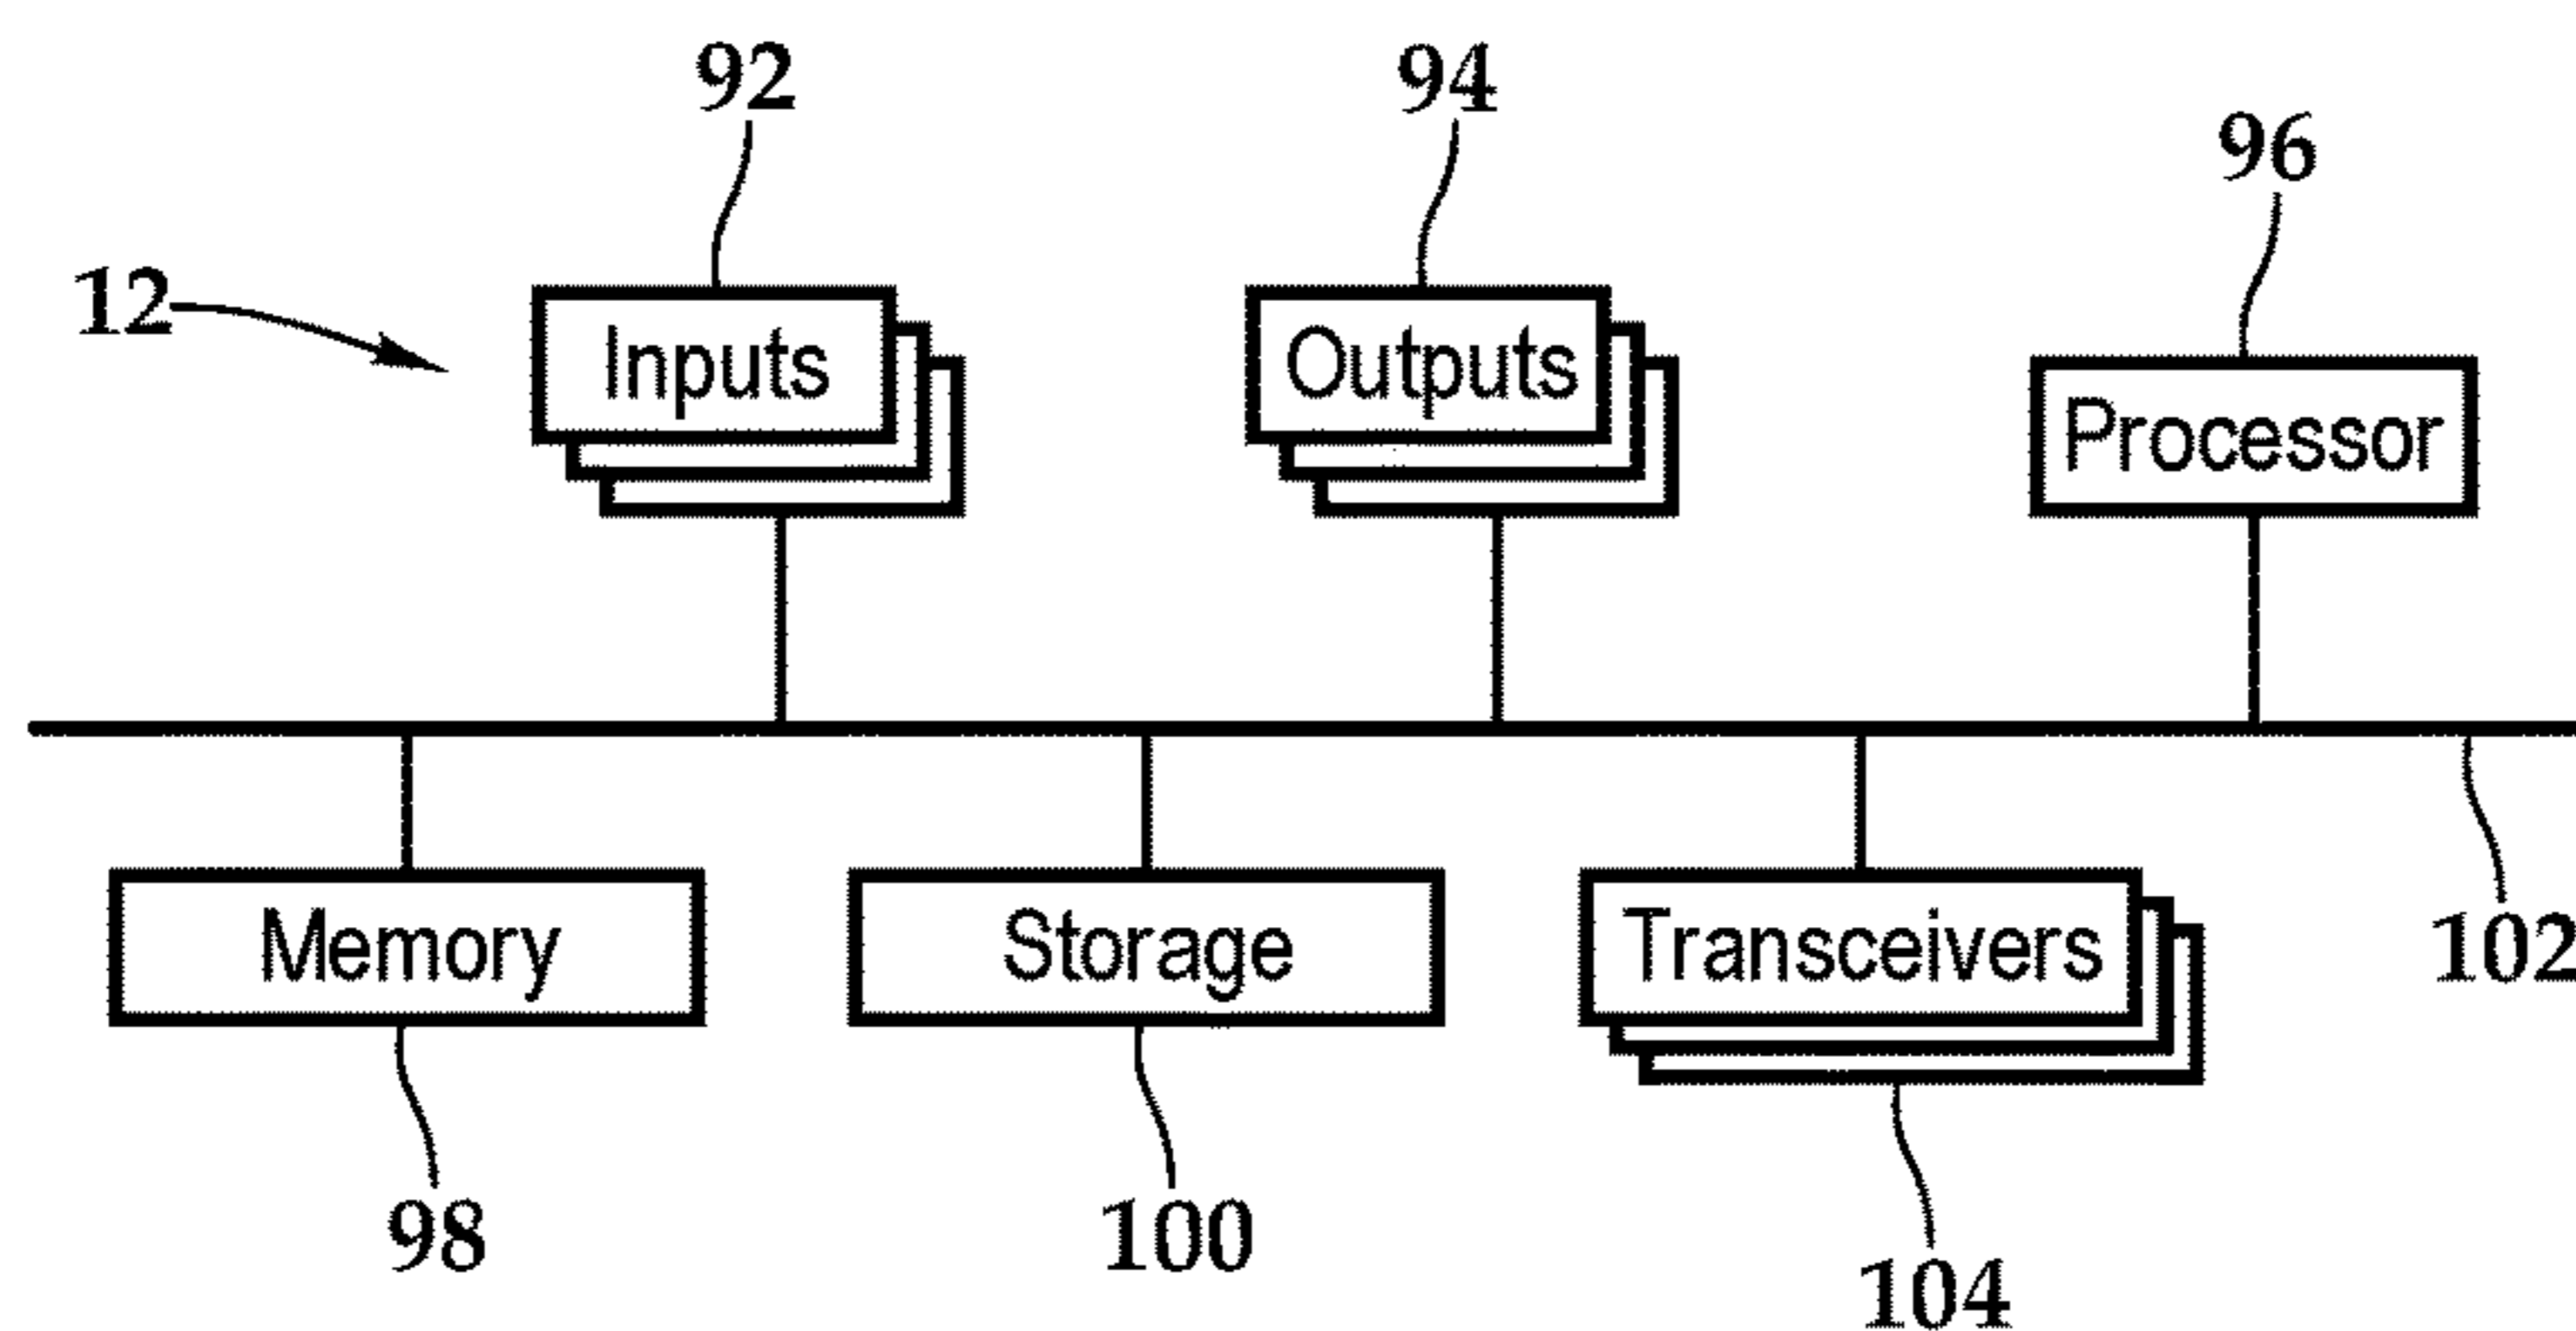 92
94
96
12
Inputs
Outputs
Processor
Memory
Storage
Transceivers
102
98
100
104